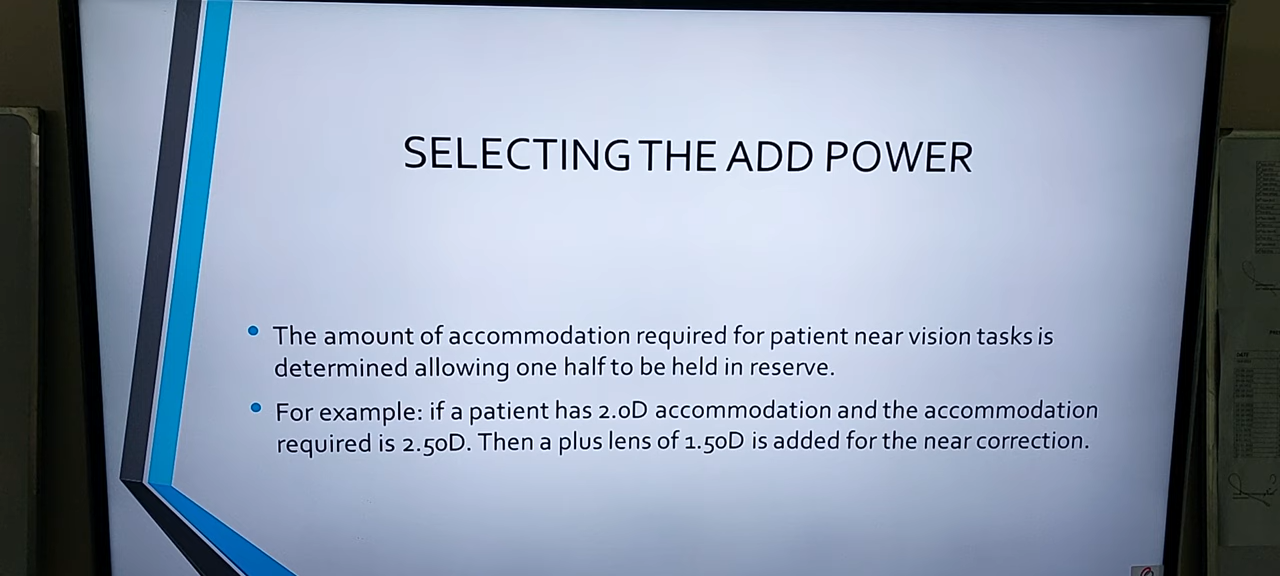 SELECTING THE ADD POWER
• The amount of accommodation required for patient near vision tasks is
determined allowing one half to be held in reserve.
• For example: if a patient has 2.0D accommodation and the accommodation
required is 2.50D. Then a plus lens of 1.50D is added for the near correction.